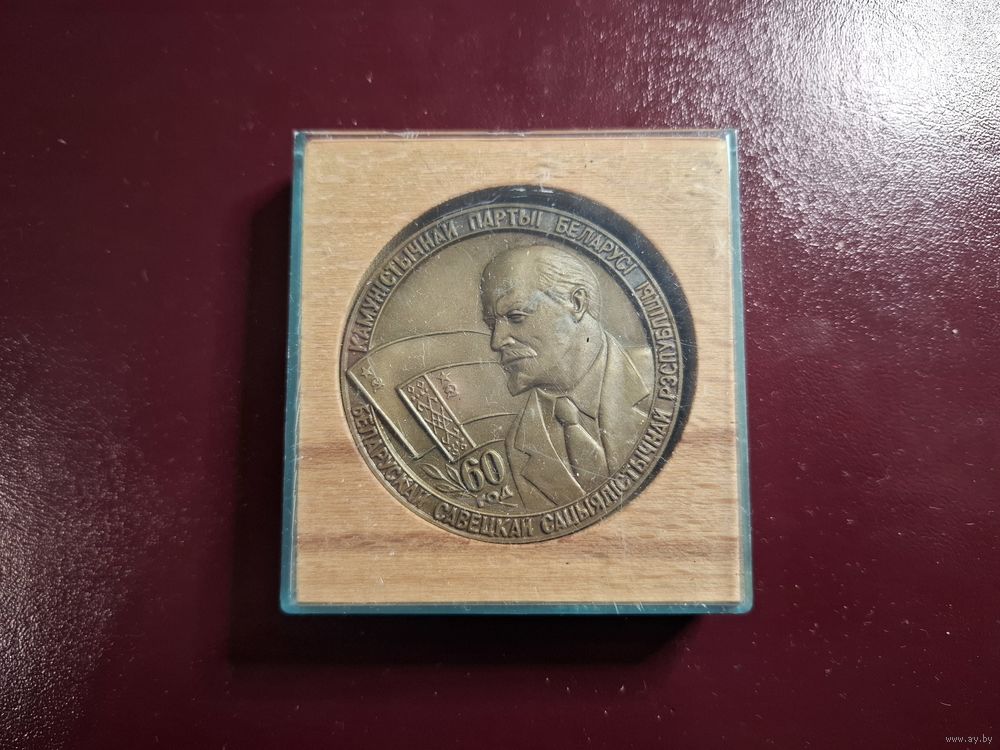 КАМУНІСТЫЧНАЙ ПАРТЫІ БЕЛАРУСІ
БЕЛАРУСКАЙ САВЕЦКАЙ САЦЫЯЛІСТЫЧНАЙ РЭСПУБЛІЦЫ
60
год
www.ay.by